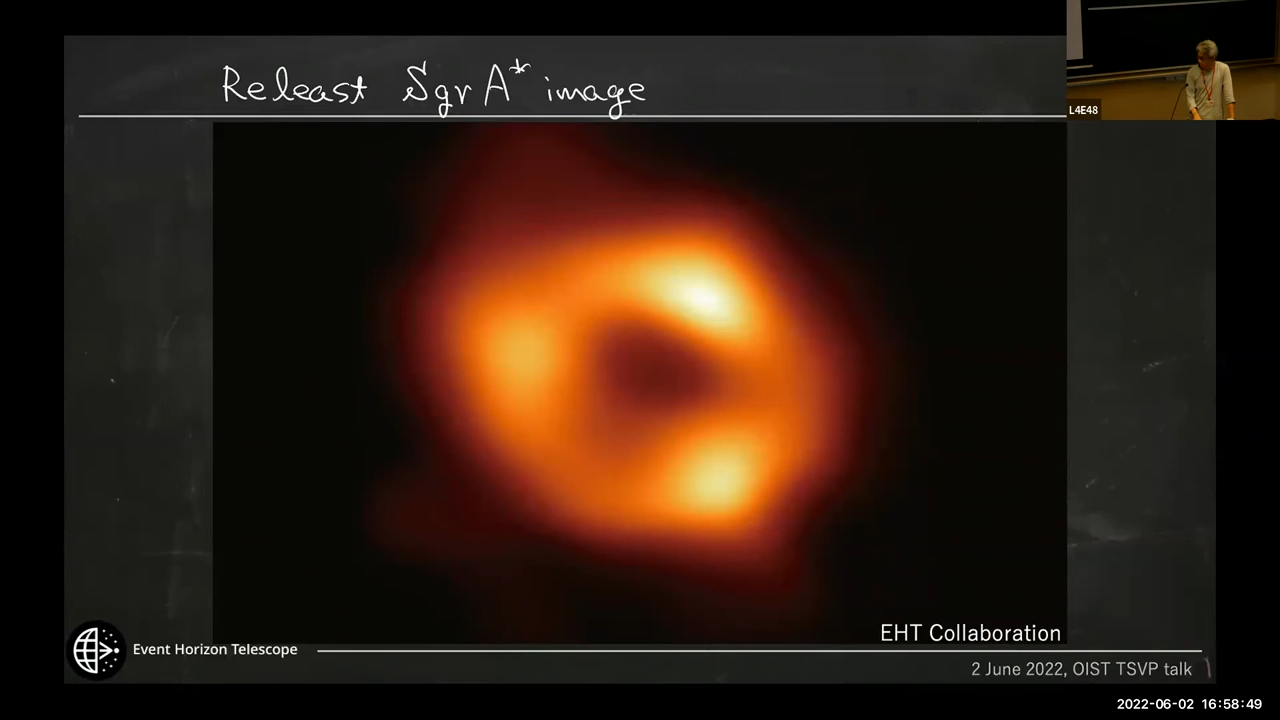 Releast SgrA* image
L4E48
EHT Collaboration
Event Horizon Telescope
2 June 2022, OIST TSVP talk
2022-06-02 16:58:49